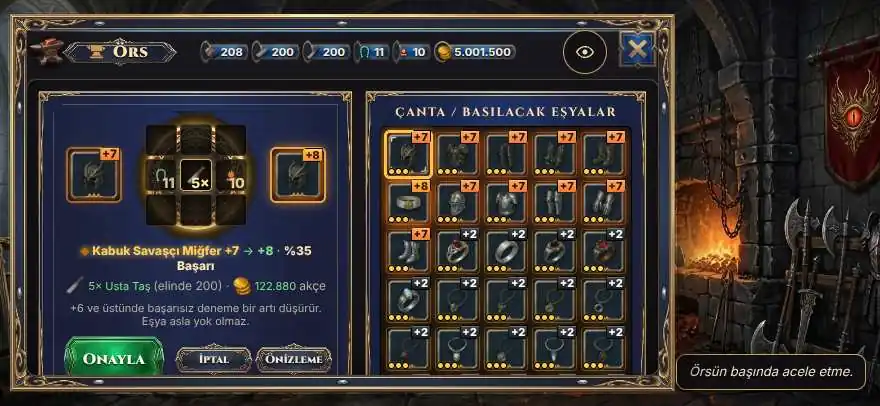 ÖRS
208
200
200
11
10
5.001.500
ÇANTA / BASILACAK EŞYALAR
+7
11
5×
10
+8
Kabuk Savaşçı Miğfer +7 → +8 · %35
Başarı
5× Usta Taş (elinde 200) · 122.880 akçe
+6 ve üstünde başarısız deneme bir artı düşürür.
Eşya asla yok olmaz.
ONAYLA
İPTAL
ÖNİZLEME
+7 +7 +7 +7 +7
+8 +7 +7 +7 +7
+7 +2 +2 +2 +2
+2 +2 +2 +2 +2
+2 +2 +2 +2 +2
Örsün başında acele etme.